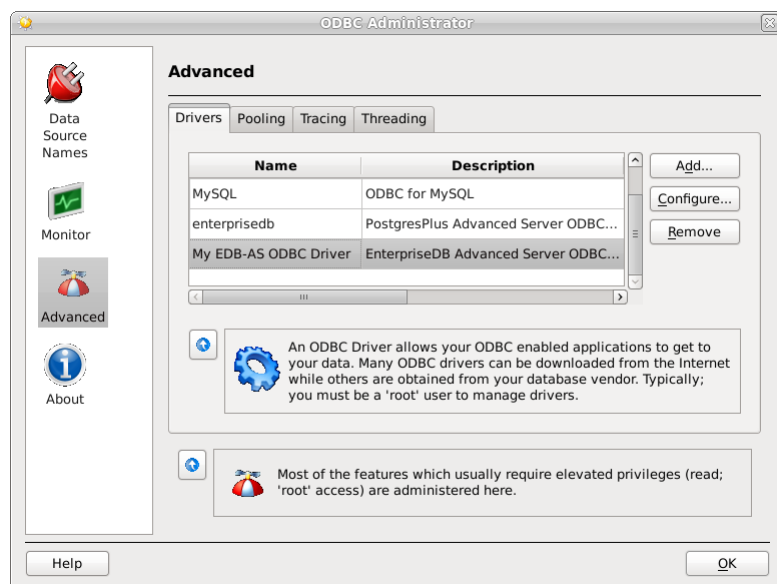 ODBC Administrator
Data
Source
Names
Monitor
Advanced
About
Advanced
Drivers Pooling Tracing Threading
Name Description
MySQL ODBC for MySQL
enterprisedb PostgresPlus Advanced Server ODBC...
My EDB-AS ODBC Driver EnterpriseDB Advanced Server ODBC...
Add...
Configure...
Remove
An ODBC Driver allows your ODBC enabled applications to get to
your data. Many ODBC drivers can be downloaded from the Internet
while others are obtained from your database vendor. Typically;
you must be a 'root' user to manage drivers.
Most of the features which usually require elevated privileges (read;
'root' access) are administered here.
Help
OK